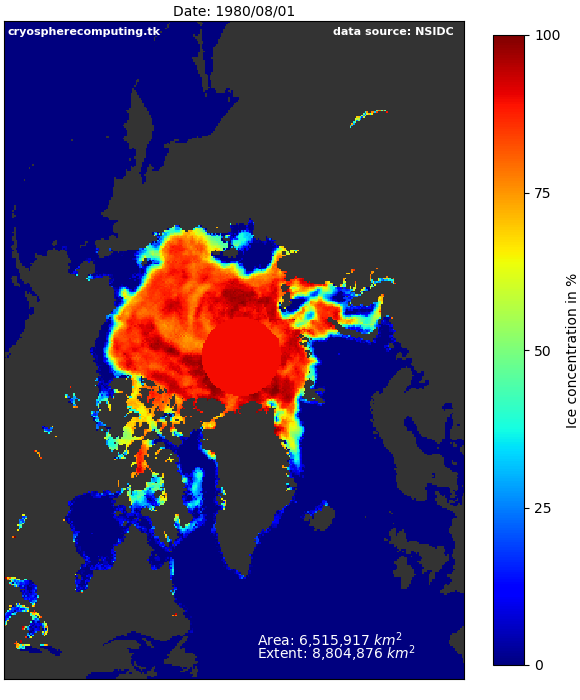 Date: 1980/08/01
cryospherecomputing.tk
data source: NSIDC
100
75
50
25
0
Ice concentration in %
Area: 6,515,917 km²
Extent: 8,804,876 km²